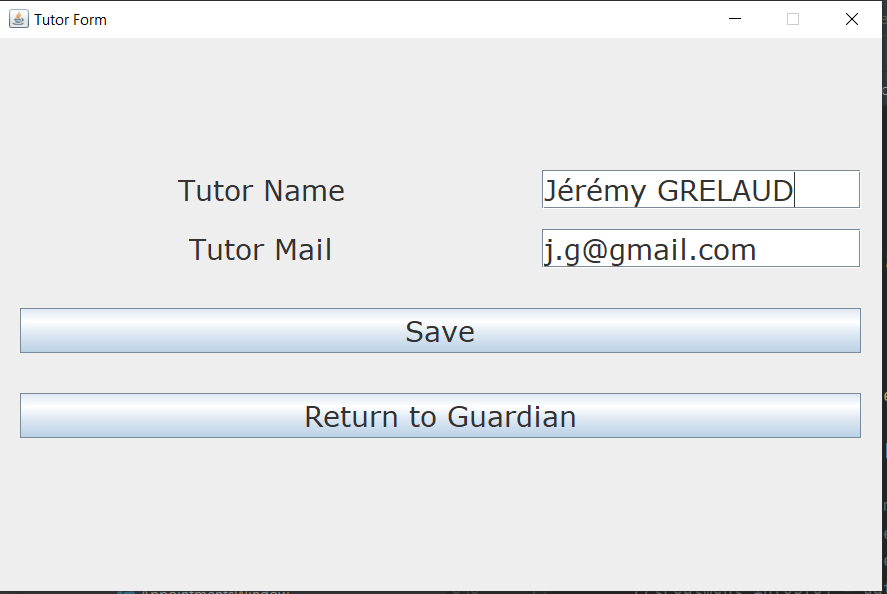 Tutor Form
Tutor Name
Jérémy GRELAUD
Tutor Mail
j.g@gmail.com
Save
Return to Guardian